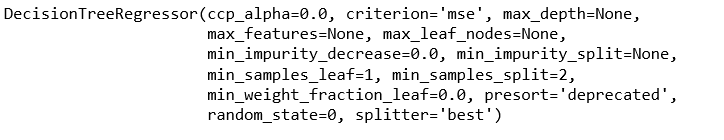 DecisionTreeRegressor(ccp_alpha=0.0, criterion='mse', max_depth=None,
max_features=None, max_leaf_nodes=None,
min_impurity_decrease=0.0, min_impurity_split=None,
min_samples_leaf=1, min_samples_split=2,
min_weight_fraction_leaf=0.0, presort='deprecated',
random_state=0, splitter='best')